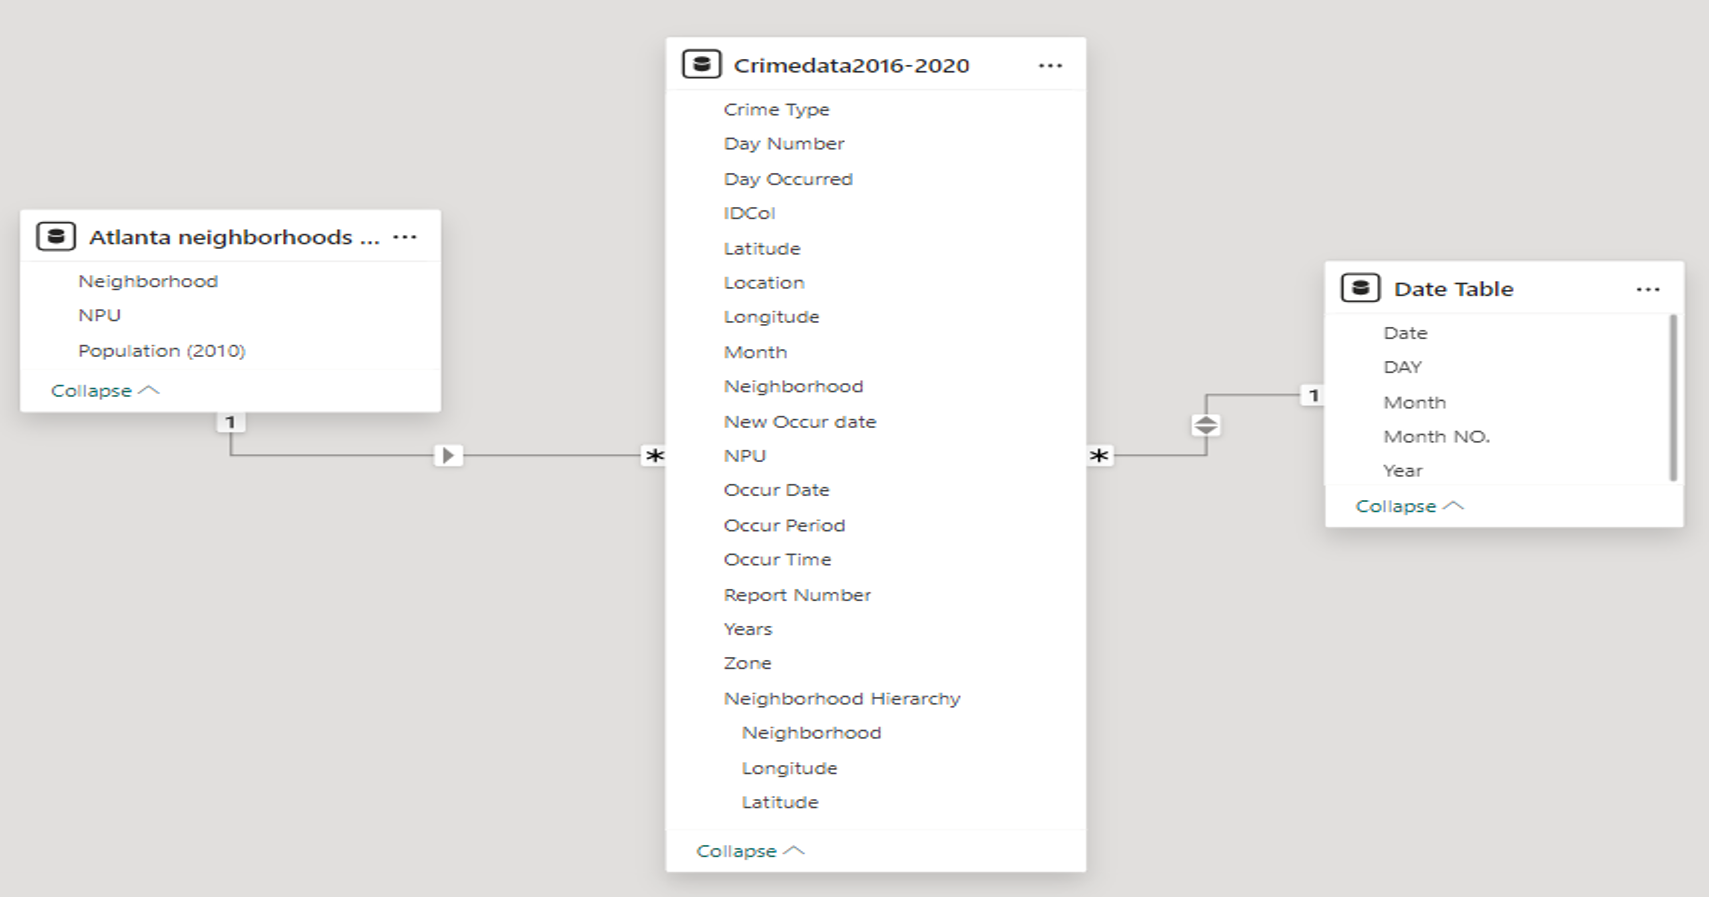 Atlanta neighborhoods ... ...
Neighborhood
NPU
Population (2010)
Collapse
1
*
Crimedata2016-2020 ...
Crime Type
Day Number
Day Occurred
IDCol
Latitude
Location
Longitude
Month
Neighborhood
New Occur date
NPU
Occur Date
Occur Period
Occur Time
Report Number
Years
Zone
Neighborhood Hierarchy
Neighborhood
Longitude
Latitude
Collapse
*
1
Date Table ...
Date
DAY
Month
Month NO.
Year
Collapse